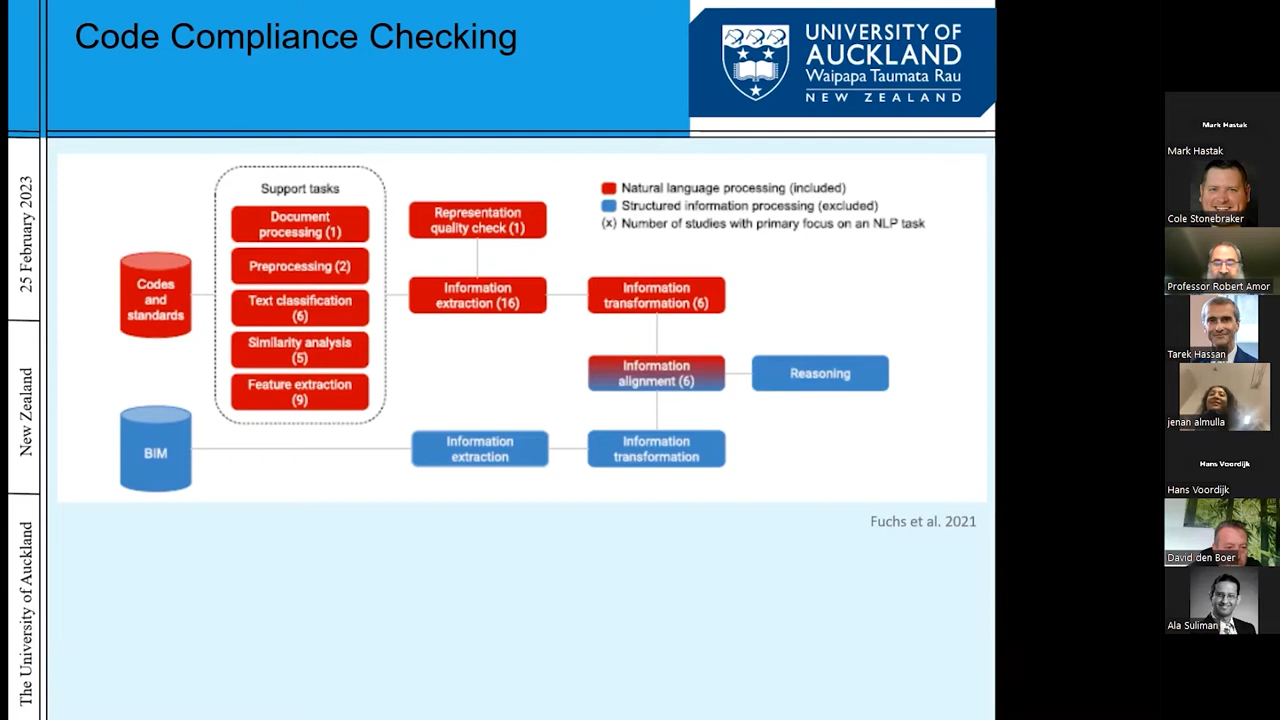 Code Compliance Checking
UNIVERSITY OF
AUCKLAND
Waipapa Taumata Rau
NEW ZEALAND
25 February 2023
New Zealand
The University of Auckland
Support tasks
Document
processing (1)
Preprocessing (2)
Text classification
(6)
Similarity analysis
(5)
Feature extraction
(9)
Codes
and
standards
BIM
Representation
quality check (1)
Information
extraction (16)
Information
transformation (6)
Information
alignment (6)
Reasoning
Information
extraction
Information
transformation
Natural language processing (included)
Structured information processing (excluded)
(x) Number of studies with primary focus on an NLP task
Fuchs et al. 2021
Mark Hastak
Mark Hastak
Cole Stonebraker
Professor Robert Amor
Tarek Hassan
jenan almulla
Hans Voordijk
Hans Voordijk
David den Boer
Ala Suliman